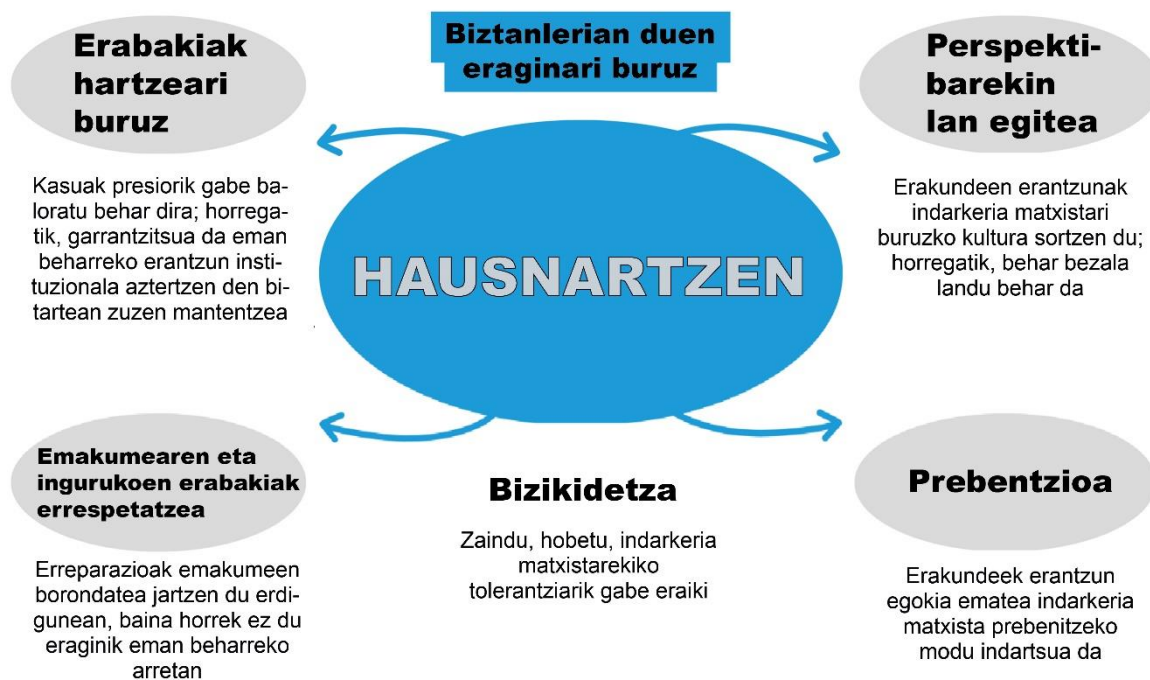 Erabakiak
hartzeari
buruz
Kasuak presiorik gabe ba-
loratu behar dira; horrega-
tik, garrantzitsua da eman
beharreko erantzun insti-
tuzionala aztertzen den bi-
tartean zuzen mantentzea
Biztanlerian duen
eraginari buruz
Perspekti-
barekin
lan egitea
Erakundeen erantzunak
indarkeria matxistari
buruzko kultura sortzen du;
horregatik, behar bezala
landu behar da
HAUSNARTZEN
Emakumearen eta
ingurukoen erabakiak
errespetatzea
Erreparazioak emakumeen
borondatea jartzen du erdi-
gunean, baina horrek ez du
eraginik eman beharreko
arretan
Bizikidetza
Zaindu, hobetu, indarkeria
matxistarekiko
tolerantziarik gabe eraiki
Prebentzioa
Erakundeek erantzun
egokia ematea indarkeria
matxista prebenitzeko
modu indartsua da